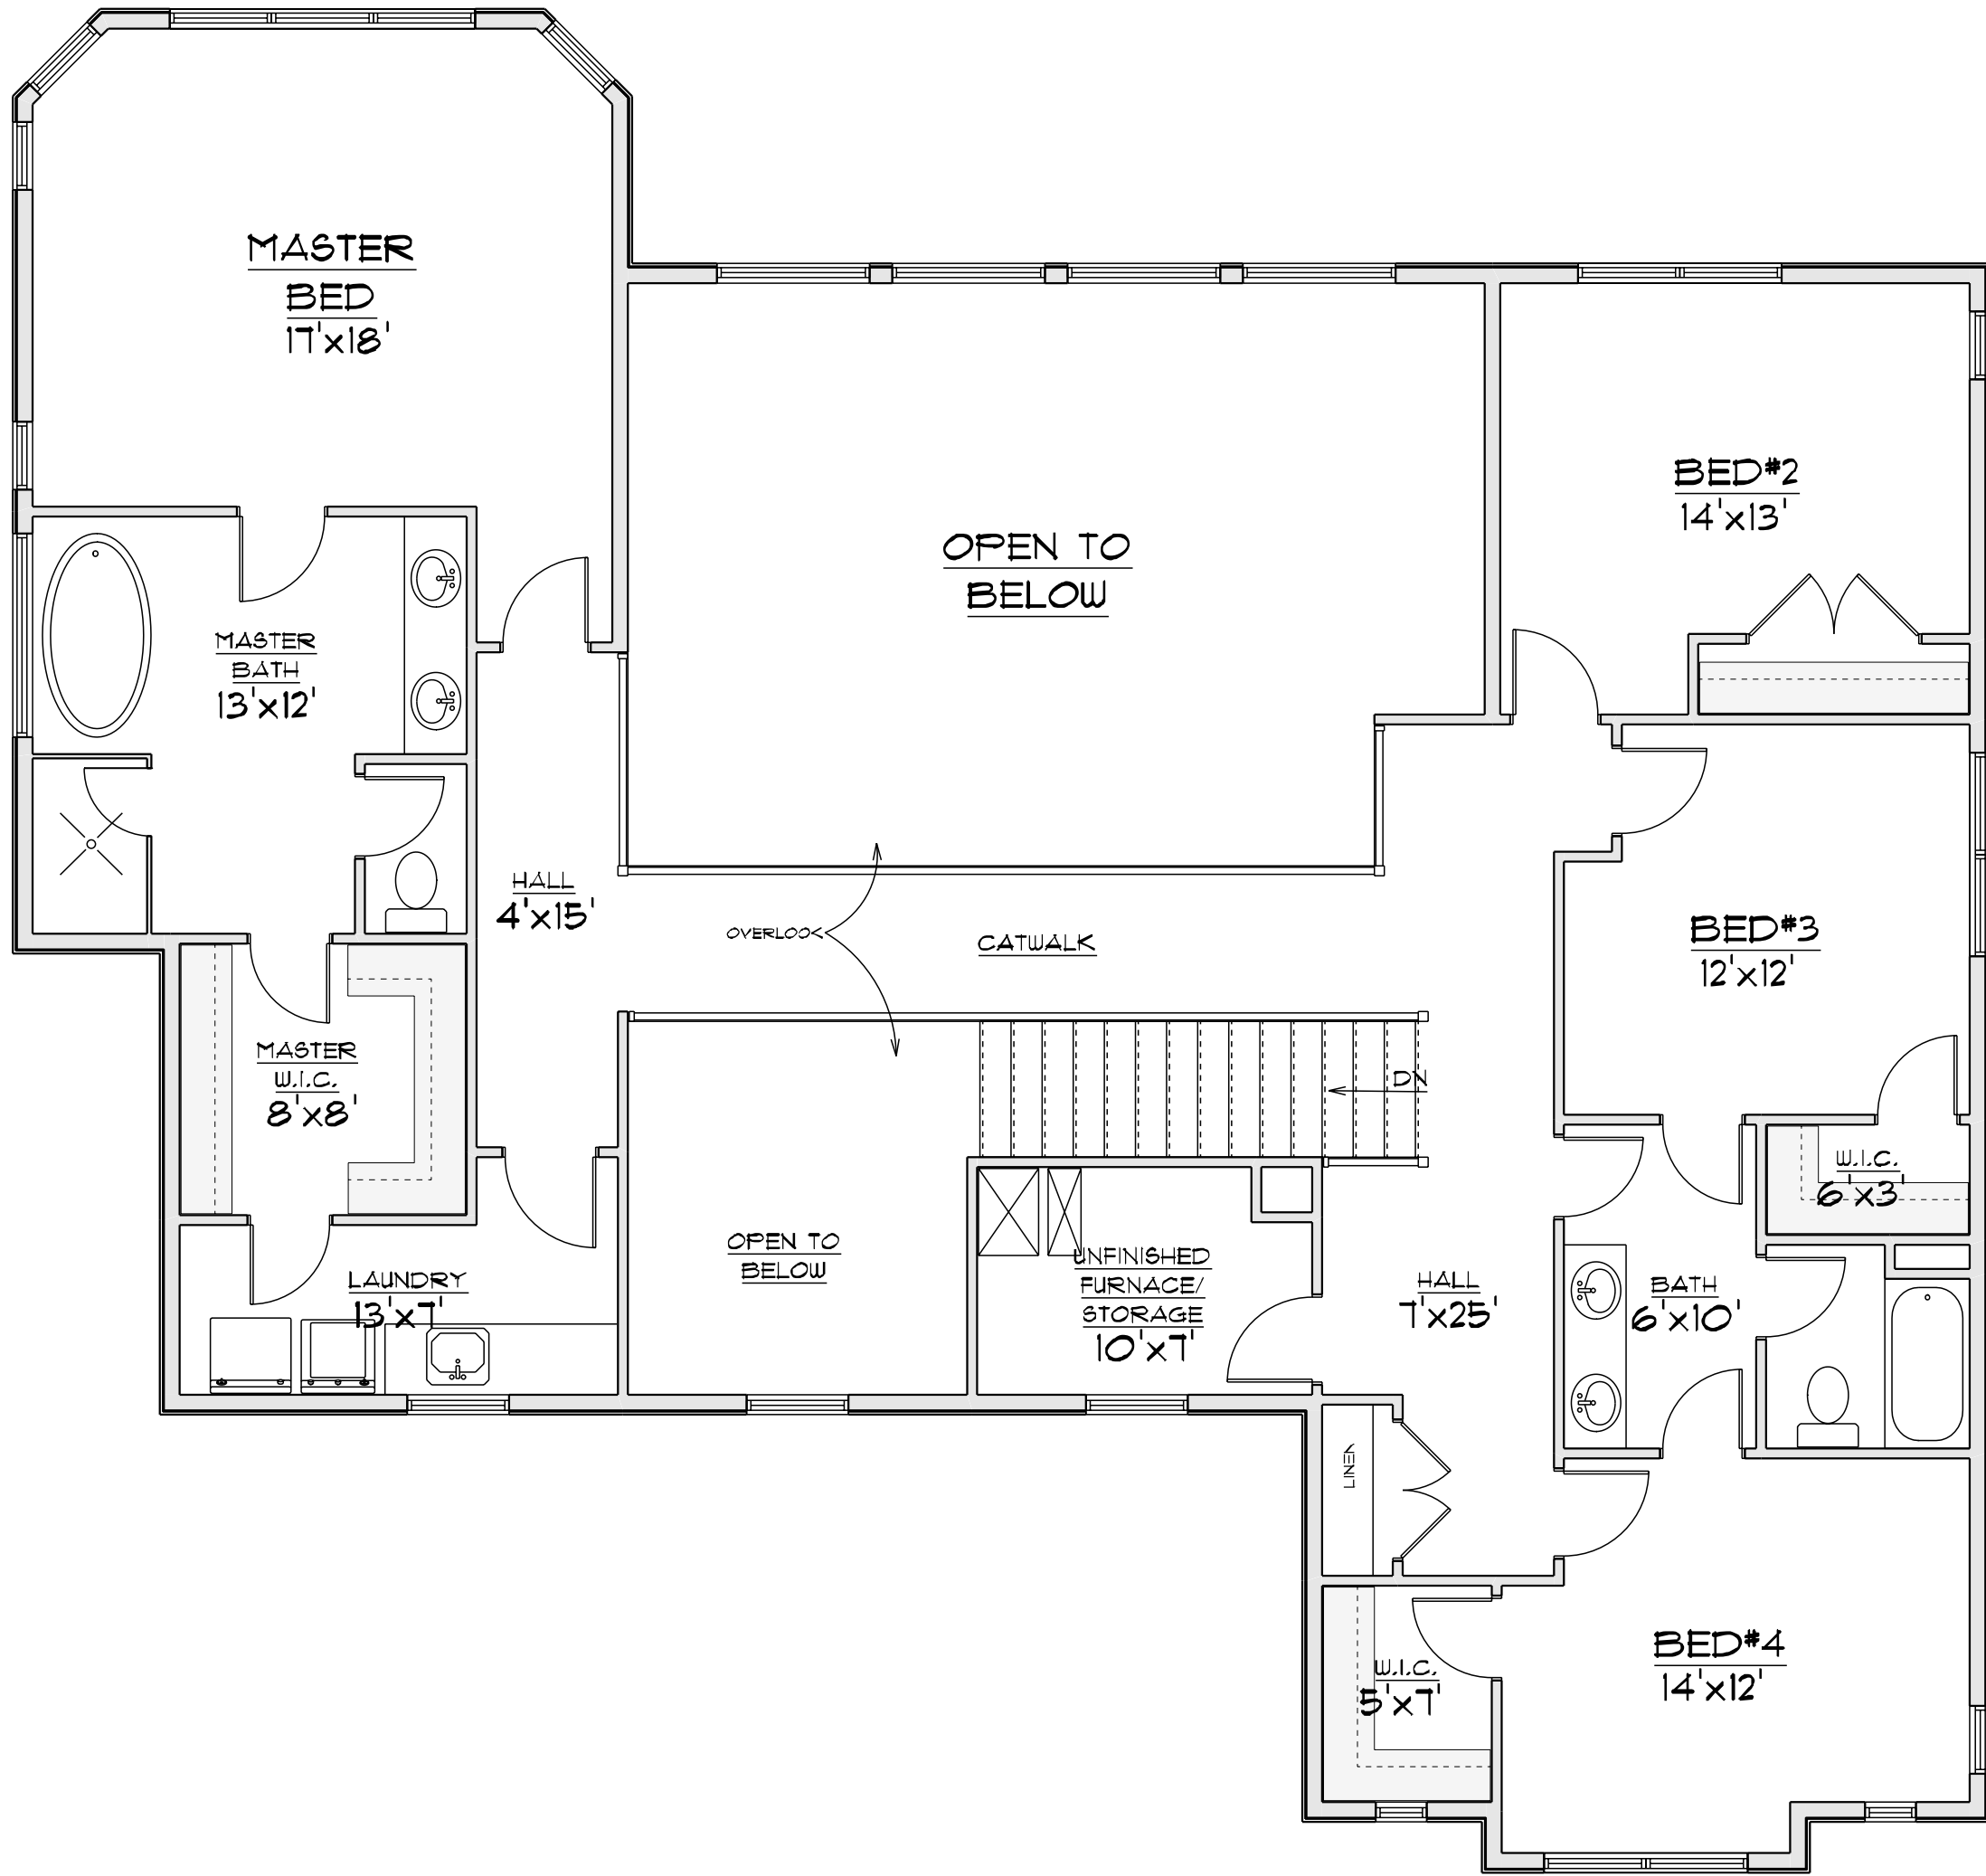 MASTER
BED
17'x18'
BED#2
14'x13'
OPEN TO
BELOW
MASTER
BATH
13'x12'
HALL
4'x15'
OVERLOOK
CATWALK
BED#3
12'x12'
MASTER
W.I.C.
8'x8'
DN
W.I.C.
6'x3'
OPEN TO
BELOW
UNFINISHED
FURNACE/
STORAGE
10'x7'
LAUNDRY
13'x7'
HALL
7'x25'
BATH
6'x10'
LINEN
BED#4
14'x12'
W.I.C.
5'x7'